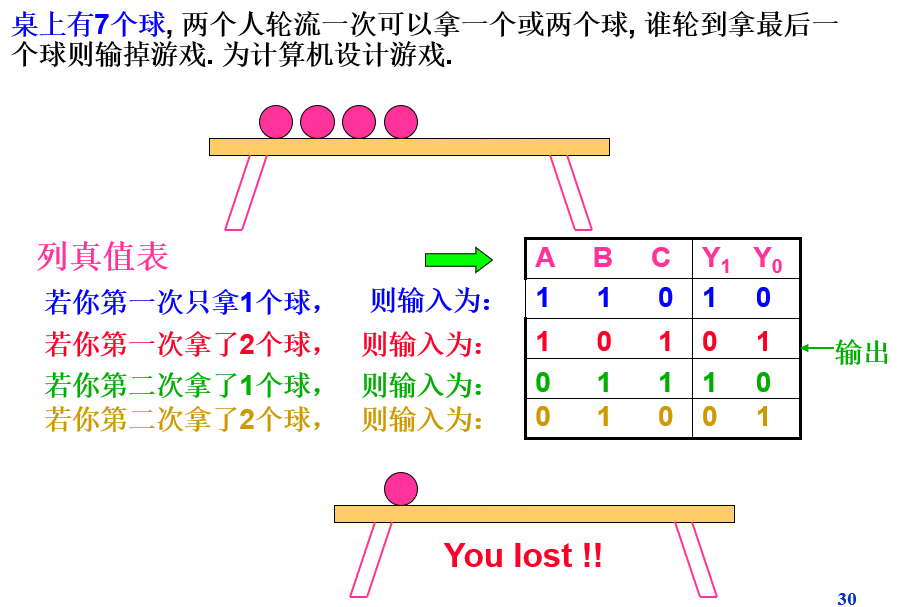 桌上有7个球, 两个人轮流一次可以拿一个或两个球, 谁轮到拿最后一
个球则输掉游戏. 为计算机设计游戏.
列真值表
A B C Y1 Y0
若你第一次只拿1个球， 则输入为： 1 1 0 1 0
若你第一次拿了2个球， 则输入为： 1 0 1 0 1
输出
若你第二次拿了1个球， 则输入为： 0 1 1 1 0
若你第二次拿了2个球， 则输入为： 0 1 0 0 1
You lost !!
30